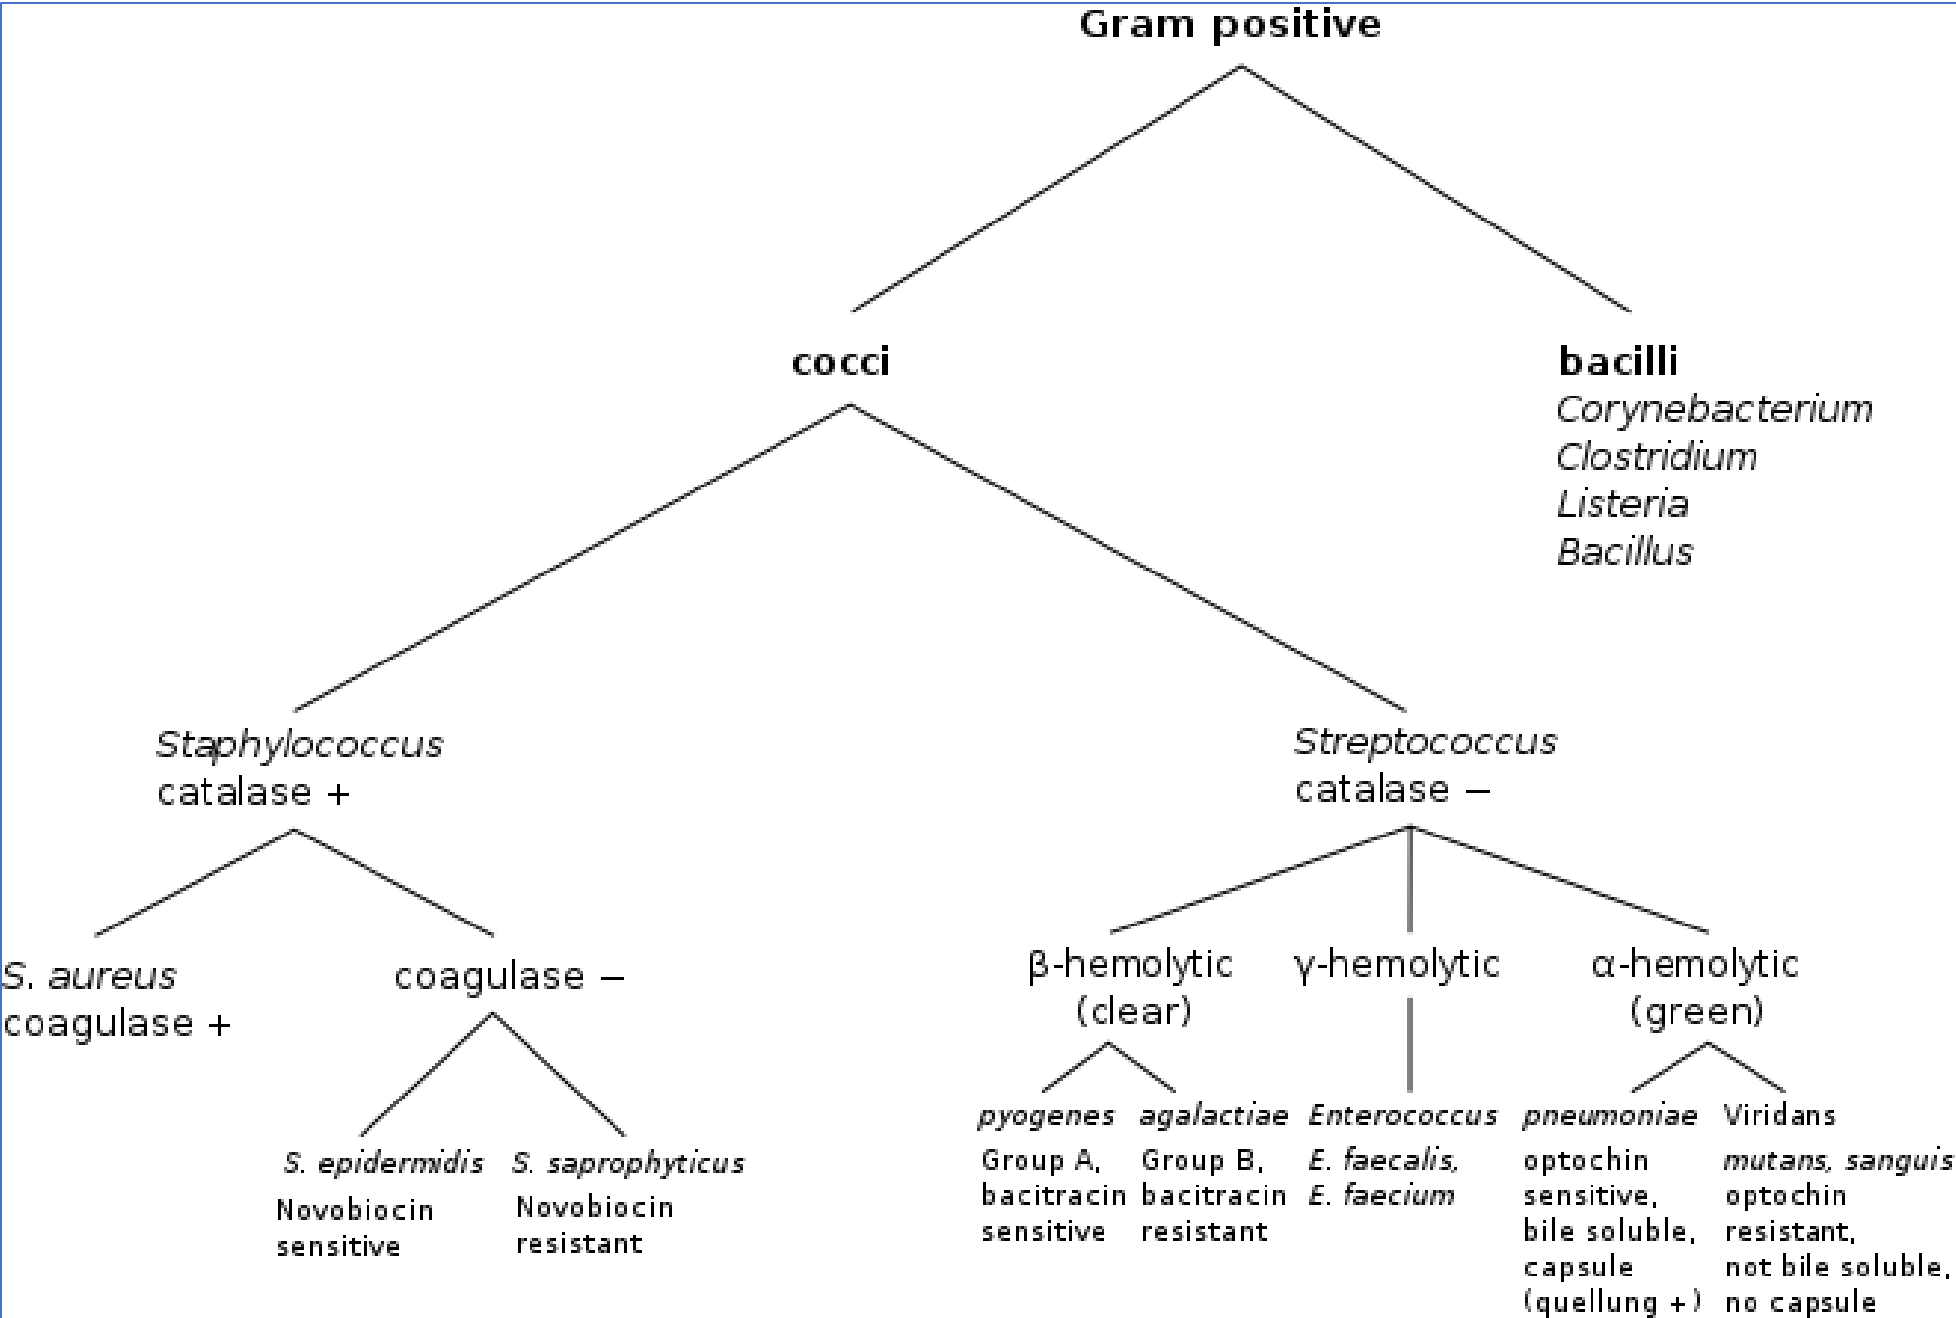 Gram positive
cocci
bacilli
Corynebacterium
Clostridium
Listeria
Bacillus
Staphylococcus
catalase +
Streptococcus
catalase −
S. aureus
coagulase +
coagulase −
S. epidermidis
Novobiocin
sensitive
S. saprophyticus
Novobiocin
resistant
β-hemolytic
(clear)
γ-hemolytic
α-hemolytic
(green)
pyogenes
Group A,
bacitracin
sensitive
agalactiae
Group B,
bacitracin
resistant
Enterococcus
E. faecalis,
E. faecium
pneumoniae
optochin
sensitive,
bile soluble,
capsule
(quellung +)
Viridans
mutans, sanguis
optochin
resistant,
not bile soluble,
no capsule